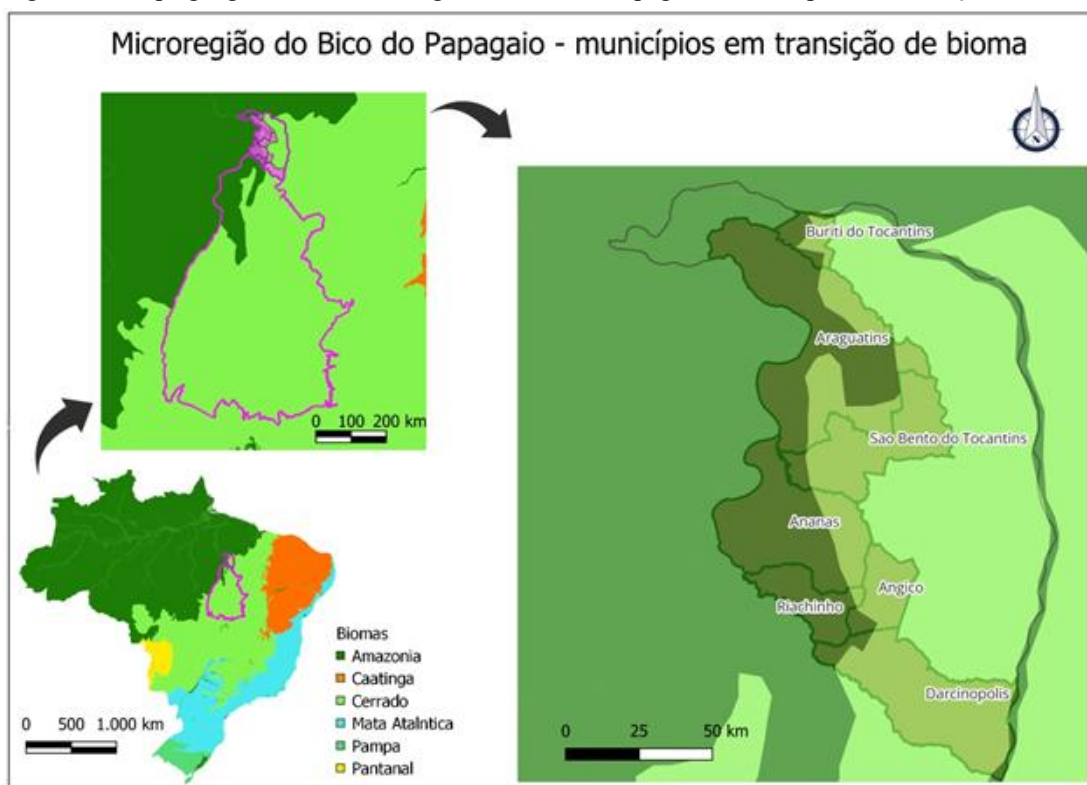 Microregião do Bico do Papagaio - municípios em transição de bioma
0 100 200 km
Buriti do Tocantins
Araguatins
Sao Bento do Tocantins
Ananas
Angico
Riachinho
Darcinopolis
0 25 50 km
Biomas
Amazonia
Caatinga
Cerrado
Mata Ataíntica
Pampa
Pantanal
0 500 1.000 km